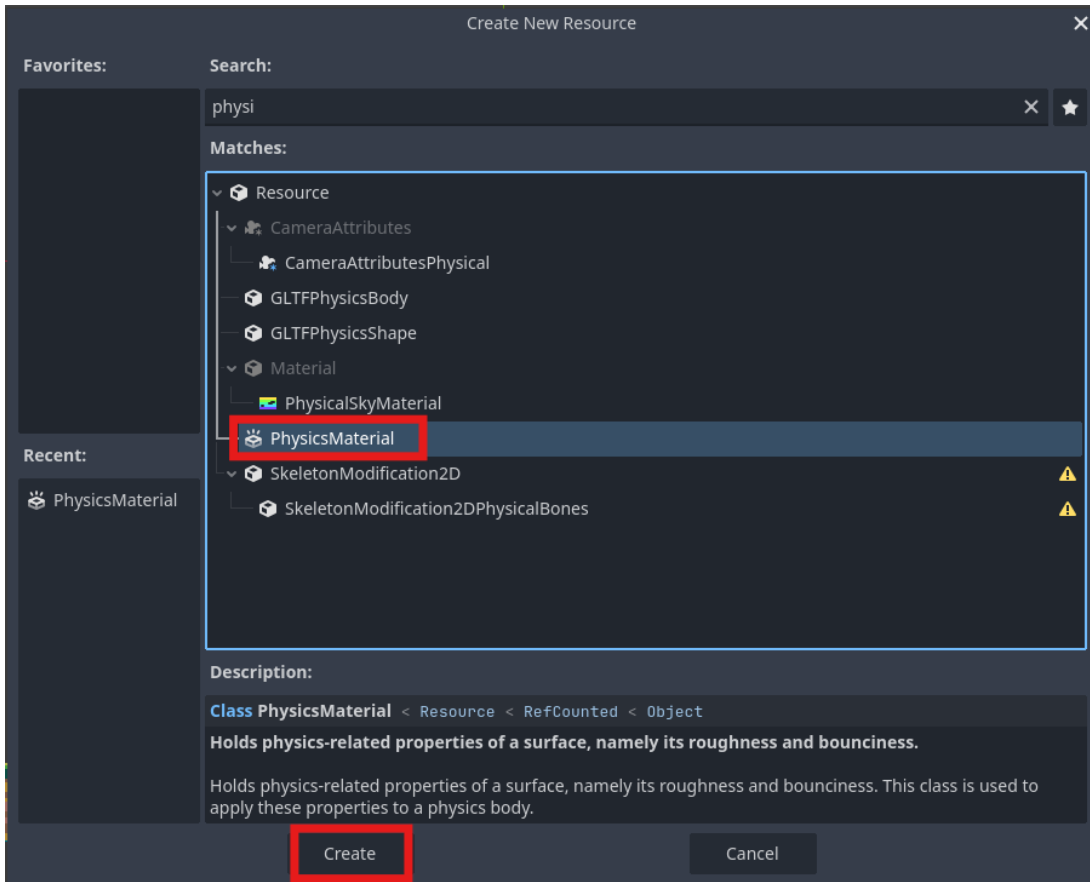 Create New Resource
Favorites:
Search:
physi
Matches:
Resource
CameraAttributes
CameraAttributesPhysical
GLTFPhysicsBody
GLTFPhysicsShape
Material
PhysicalSkyMaterial
PhysicsMaterial
SkeletonModification2D
SkeletonModification2DPhysicalBones
Recent:
PhysicsMaterial
Description:
Class PhysicsMaterial < Resource < RefCounted < Object
Holds physics-related properties of a surface, namely its roughness and bounciness.
Holds physics-related properties of a surface, namely its roughness and bounciness. This class is used to
apply these properties to a physics body.
Create
Cancel